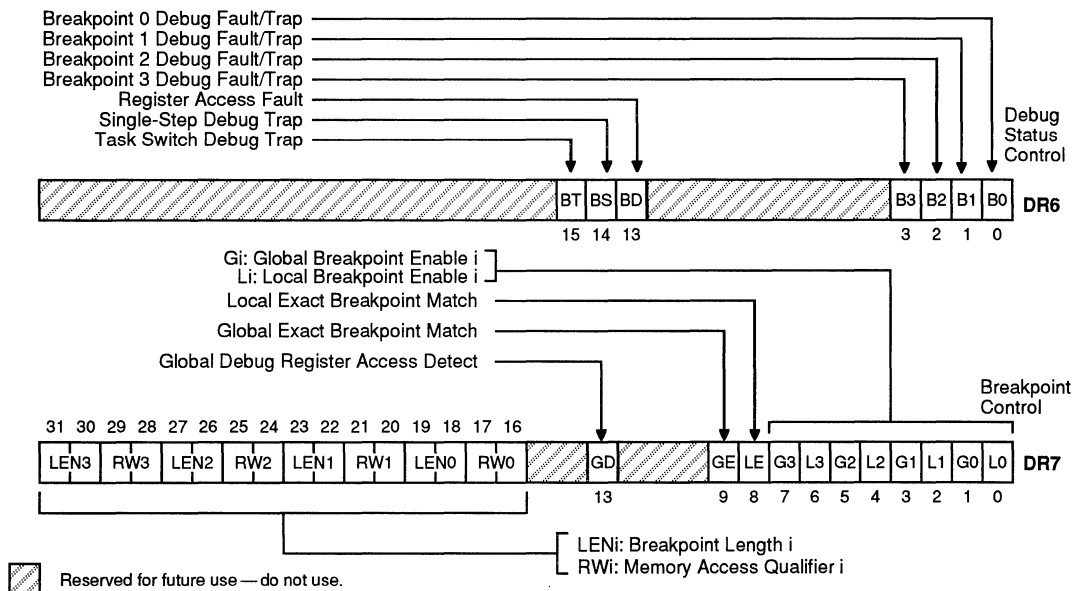 Breakpoint 0 Debug Fault/Trap
Breakpoint 1 Debug Fault/Trap
Breakpoint 2 Debug Fault/Trap
Breakpoint 3 Debug Fault/Trap
Register Access Fault
Single-Step Debug Trap
Task Switch Debug Trap
Debug
Status
Control
BT BS BD B3 B2 B1 B0 DR6
15 14 13 3 2 1 0
Gi: Global Breakpoint Enable i
Li: Local Breakpoint Enable i
Local Exact Breakpoint Match
Global Exact Breakpoint Match
Global Debug Register Access Detect
Breakpoint
Control
31 30 29 28 27 26 25 24 23 22 21 20 19 18 17 16
LEN3 RW3 LEN2 RW2 LEN1 RW1 LEN0 RW0 GD GE LE G3 L3 G2 L2 G1 L1 G0 L0 DR7
13 9 8 7 6 5 4 3 2 1 0
LENi: Breakpoint Length i
RWi: Memory Access Qualifier i
Reserved for future use — do not use.